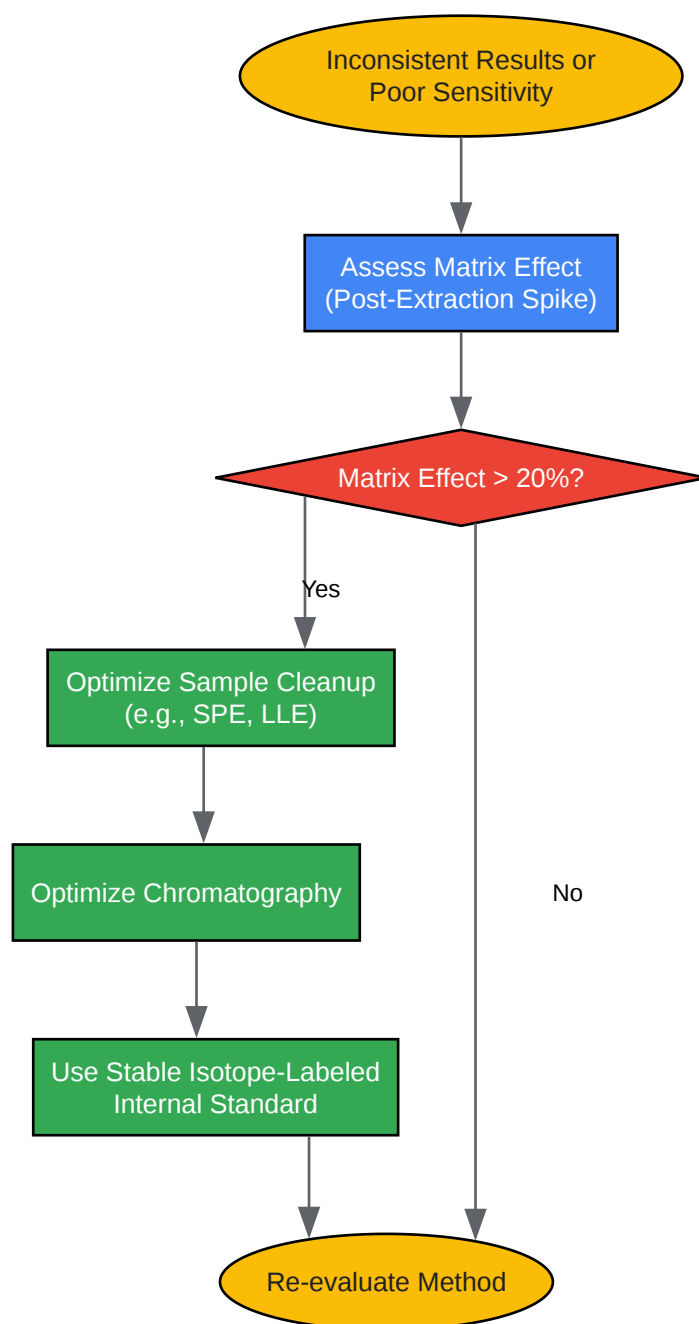 Inconsistent Results or
Poor Sensitivity
Assess Matrix Effect
(Post-Extraction Spike)
Matrix Effect > 20%?
Yes
Optimize Sample Cleanup
(e.g., SPE, LLE)
Optimize Chromatography
No
Use Stable Isotope-Labeled
Internal Standard
Re-evaluate Method